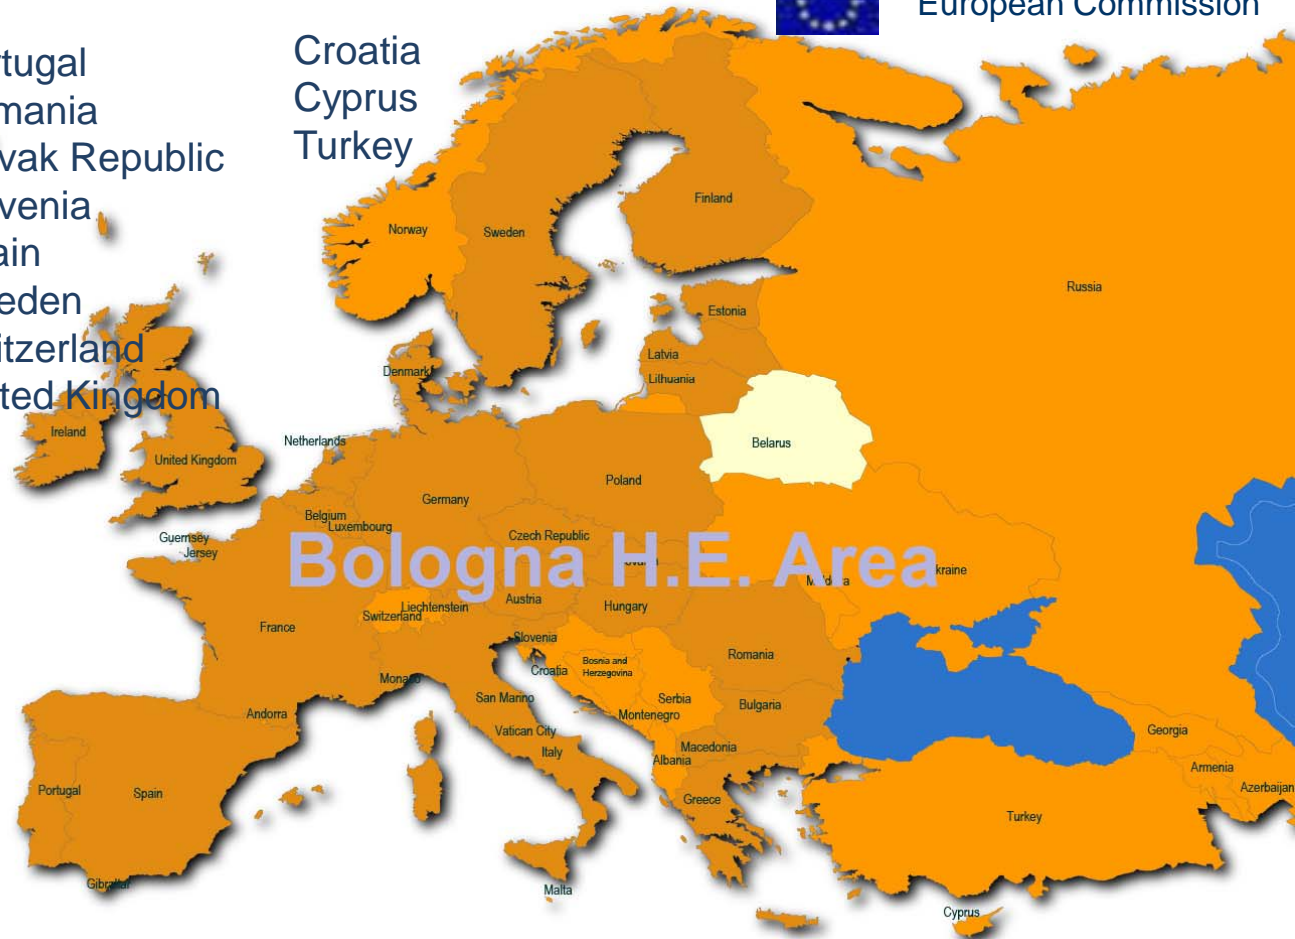 European Commission
rtugal
mania
vak Republic
venia
ain
eden
itzerland
ted Kingdom
Croatia
Cyprus
Turkey
Norway
Sweden
Finland
Russia
Estonia
Latvia
Lithuania
Denmark
Belarus
Ireland
United Kingdom
Netherlands
Poland
Germany
Belgium
Luxembourg
Czech Republic
Guernsey
Jersey
Bologna H.E. Area
kraine
Austria
Hungary
Liechtenstein
Switzerland
France
Slovenia
Croatia
Bosnia and
Herzegovina
Romania
Monaco
San Marino
Serbia
Bulgaria
Montenegro
Andorra
Vatican City
Italy
Macedonia
Albania
Georgia
Armenia
Azerbaijan
Portugal
Spain
Greece
Turkey
Gibraltar
Malta
Cyprus